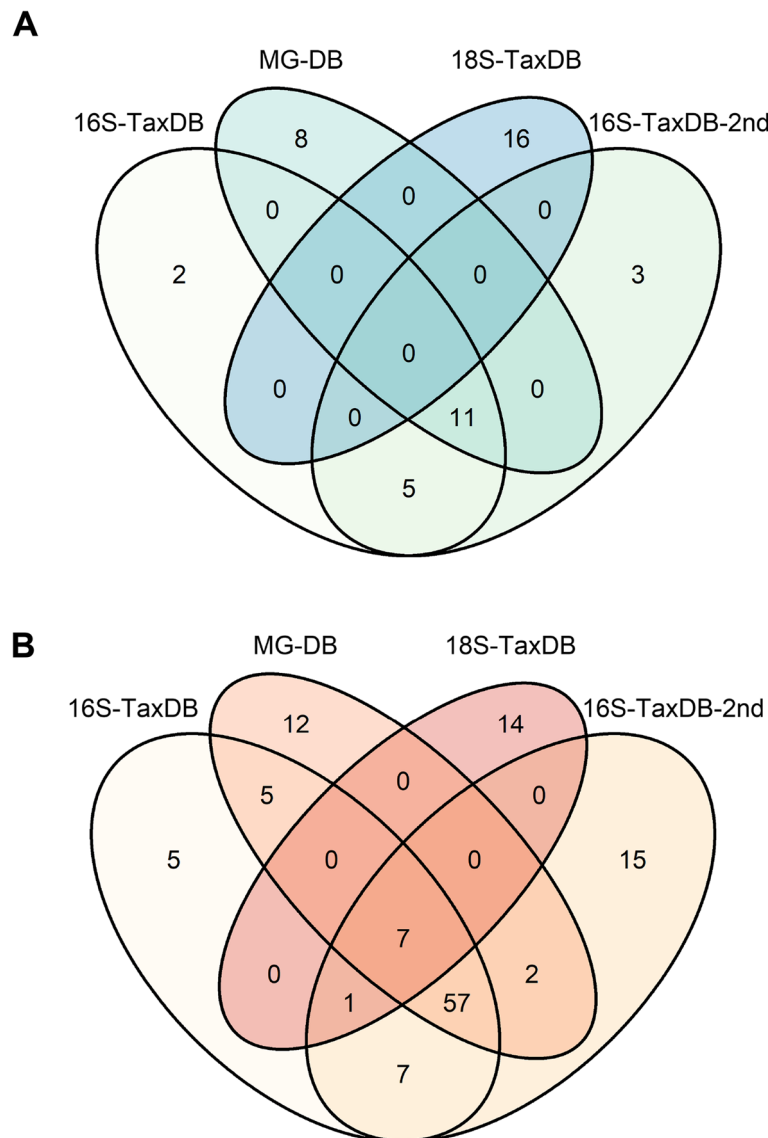 A
MG-DB 18S-TaxDB
16S-TaxDB 16S-TaxDB-2nd
8 16
0 0 0
2 0 0 3
0
0 0 11 0
5
B
MG-DB 18S-TaxDB
16S-TaxDB 16S-TaxDB-2nd
12 14
5 0 0
5 0 0 15
7
0 1 57 2
7